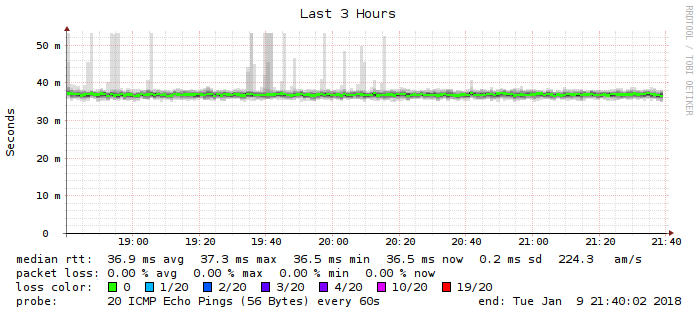 Last 3 Hours
RRDTOOL / TOBI OETIKER
Seconds
50 m
40 m
30 m
20 m
10 m
0
19:00 19:20 19:40 20:00 20:20 20:40 21:00 21:20 21:40
median rtt: 36.9 ms avg 37.3 ms max 36.5 ms min 36.5 ms now 0.2 ms sd 224.3 am/s
packet loss: 0.00 % avg 0.00 % max 0.00 % min 0.00 % now
loss color: 0 1/20 2/20 3/20 4/20 10/20 19/20
probe: 20 ICMP Echo Pings (56 Bytes) every 60s end: Tue Jan 9 21:40:02 2018